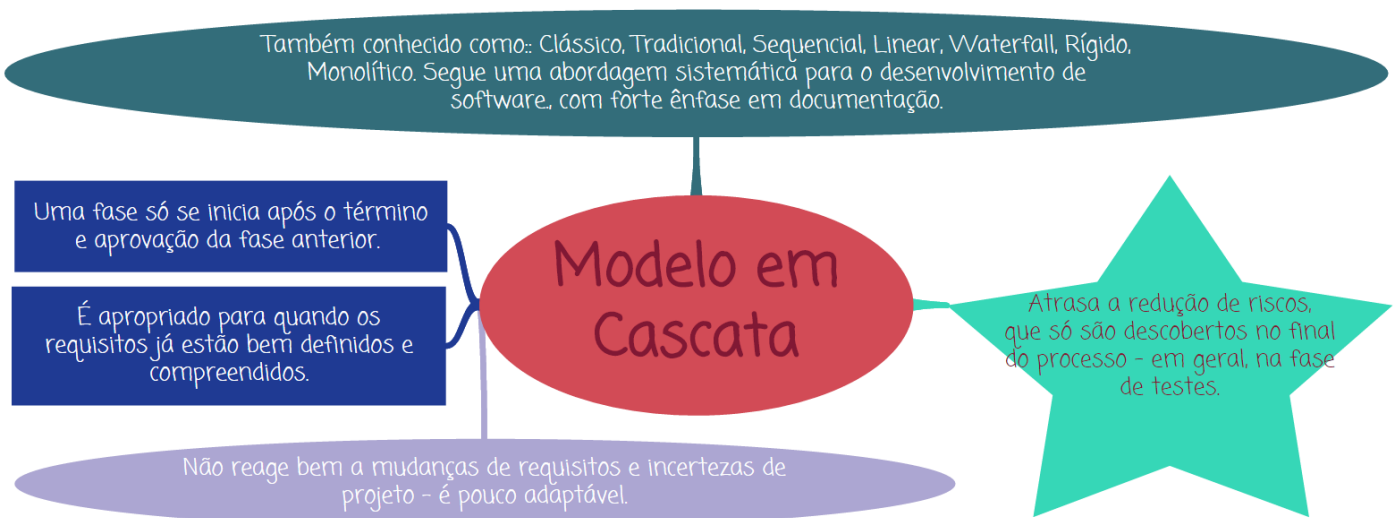 Também conhecido como:: Clássico, Tradicional, Sequencial, Linear, Waterfall, Rígido,
Monolítico. Segue uma abordagem sistemática para o desenvolvimento de
software., com forte ênfase em documentação.
Uma fase só se inicia após o término
e aprovação da fase anterior.
É apropriado para quando os
requisitos já estão bem definidos e
compreendidos.
Modelo em
Cascata
Atrasa a redução de riscos,
que só são descobertos no final
do processo - em geral, na fase
de testes.
Não reage bem a mudanças de requisitos e incertezas de
projeto - é pouco adaptável.